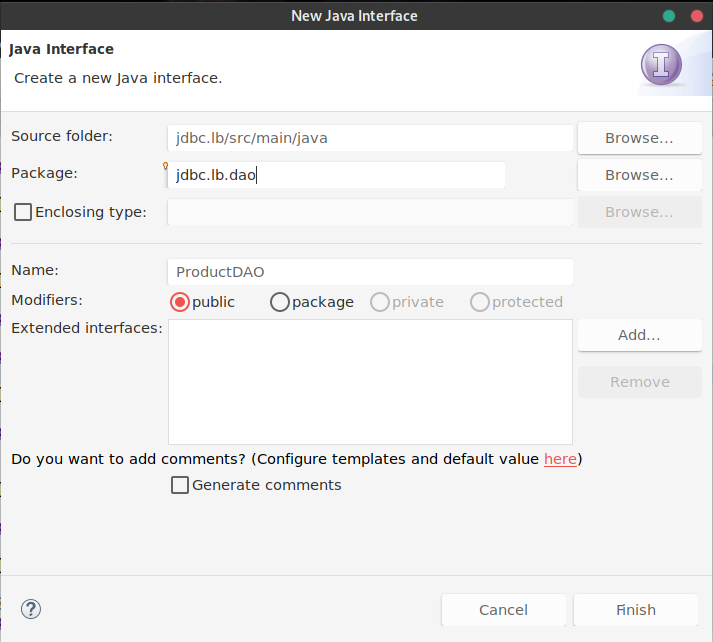 New Java Interface
Java Interface
Create a new Java interface.
I
Source folder: jdbc.lb/src/main/java Browse...
Package: jdbc.lb.dao Browse...
Enclosing type: Browse...
Name: ProductDAO
Modifiers: public package private protected
Extended interfaces: Add...
Remove
Do you want to add comments? (Configure templates and default value here)
Generate comments
? Cancel Finish